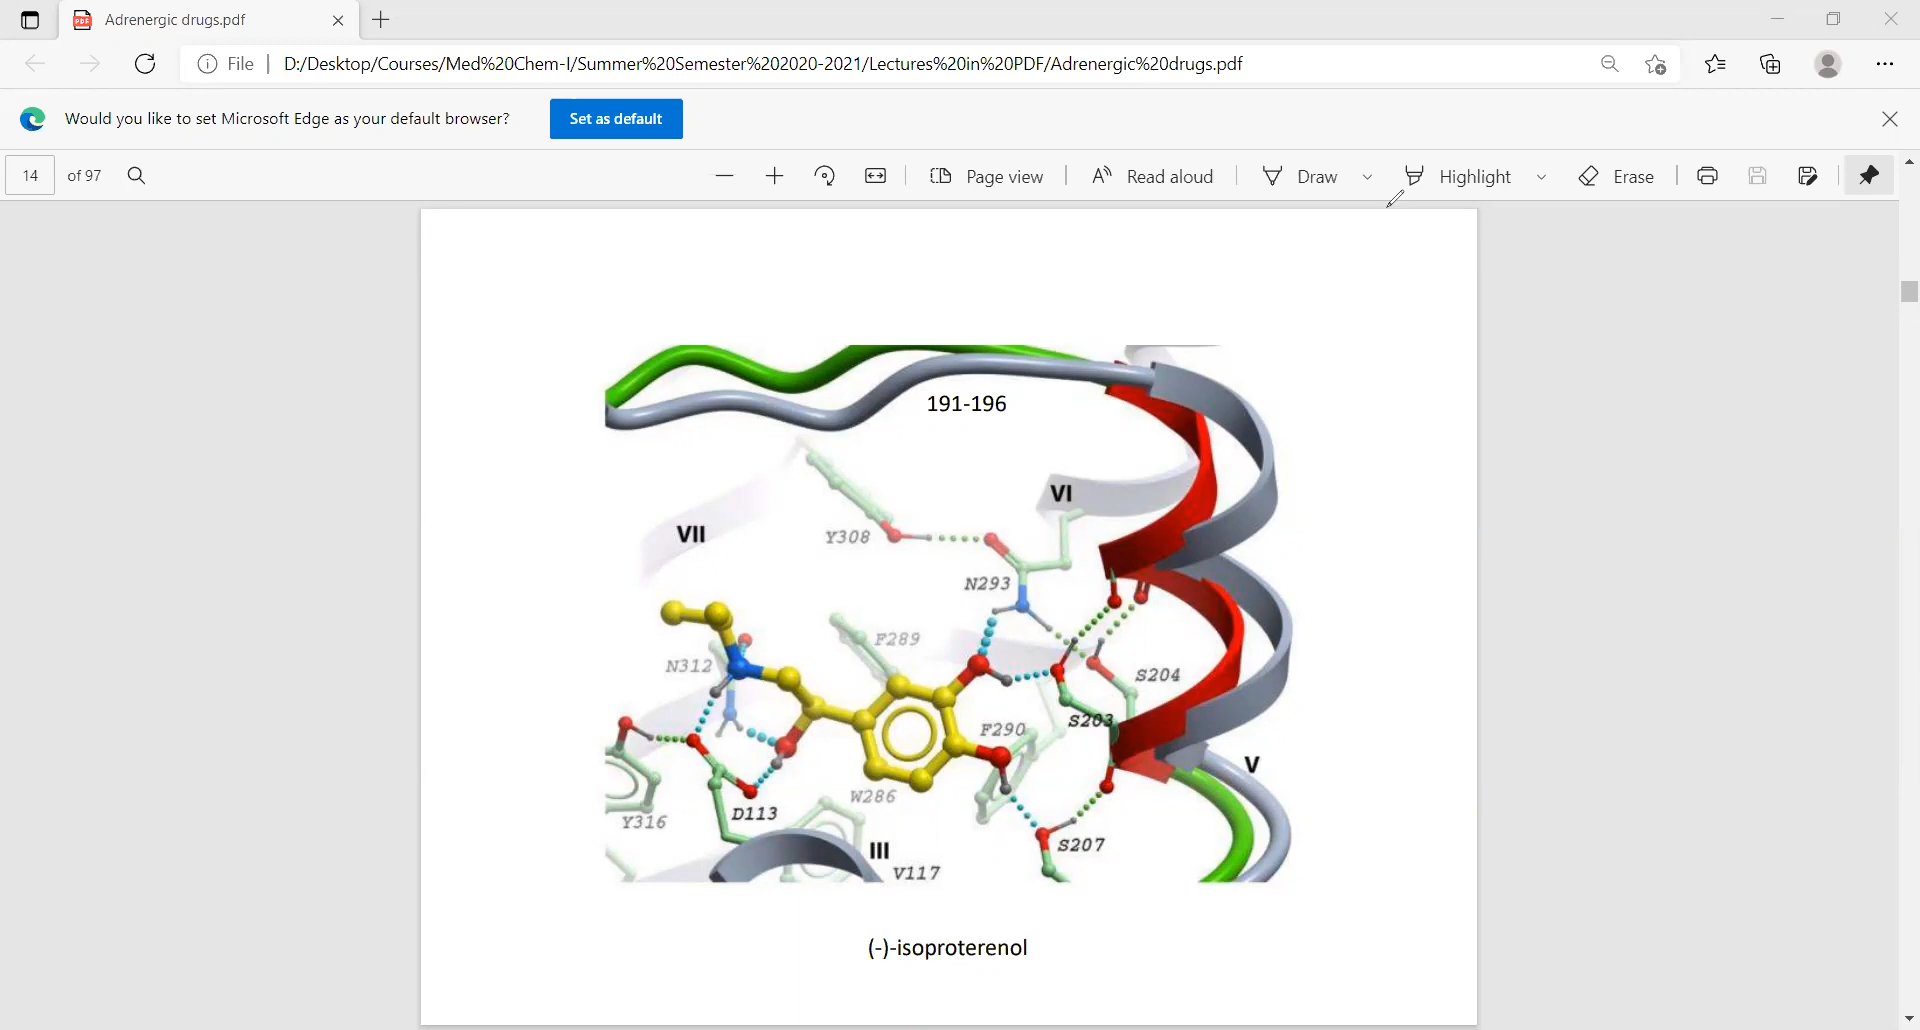 Adrenergic drugs.pdf
File D:/Desktop/Courses/Med%20Chem-I/Summer%20Semester%202020-2021/Lectures%20in%20PDF/Adrenergic%20drugs.pdf
Would you like to set Microsoft Edge as your default browser? Set as default
14 of 97 Page view Read aloud Draw Highlight Erase
191-196
VI
VII
Y308
N293
F289
N312
S204
S203
F290
V
W286
D113
Y316
S207
III
V117
(-)-isoproterenol